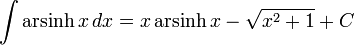 ∫ arsinh x dx = x arsinh x − √(x² + 1) + C